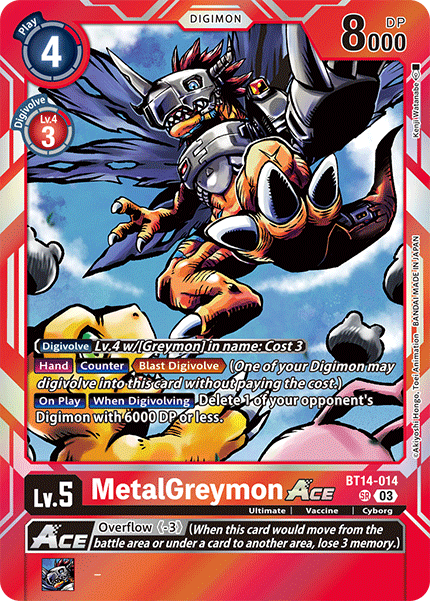 Play
4
DIGIMON
DP
8000
Digivolve
Lv.4
3
Kenji Watanabe
©Akiyoshi Hongo, Toei Animation BANDAI MADE IN JAPAN
Digivolve Lv.4 w/[Greymon] in name: Cost 3
Hand Counter Blast Digivolve (One of your Digimon may
digivolve into this card without paying the cost.)
On Play When Digivolving Delete 1 of your opponent's
Digimon with 6000 DP or less.
Lv.5
MetalGreymon ACE
BT14-014
SR 03
Ultimate | Vaccine | Cyborg
ACE Overflow《-3》 (When this card would move from the
battle area or under a card to another area, lose 3 memory.)
-